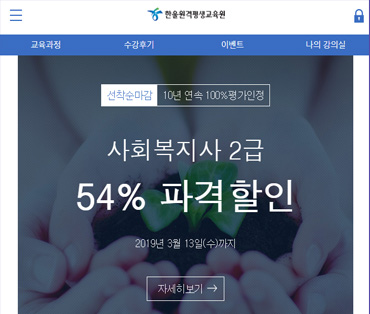 한울원격평생교육원
교육과정 수강후기 이벤트 나의 강의실
선착순마감 10년 연속 100%평가인정
사회복지사 2급
54% 파격할인
2019년 3월 13일(수)까지
자세히보기 →